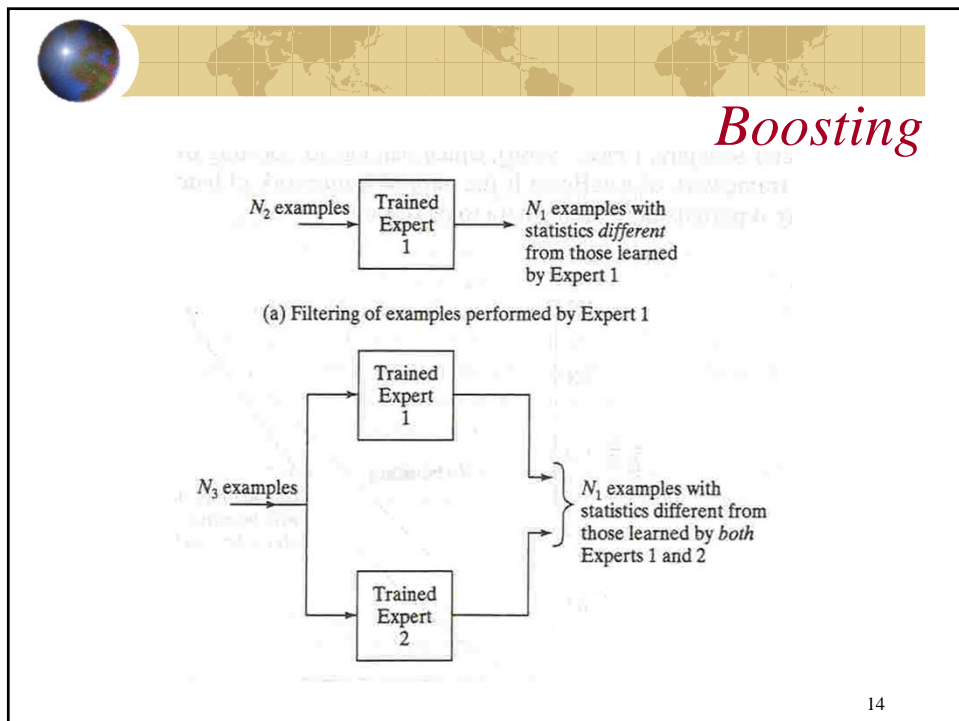 Boosting
N₂ examples
Trained
Expert
1
N₁ examples with
statistics different
from those learned
by Expert 1
(a) Filtering of examples performed by Expert 1
Trained
Expert
1
N₃ examples
N₁ examples with
statistics different from
those learned by both
Experts 1 and 2
Trained
Expert
2
14